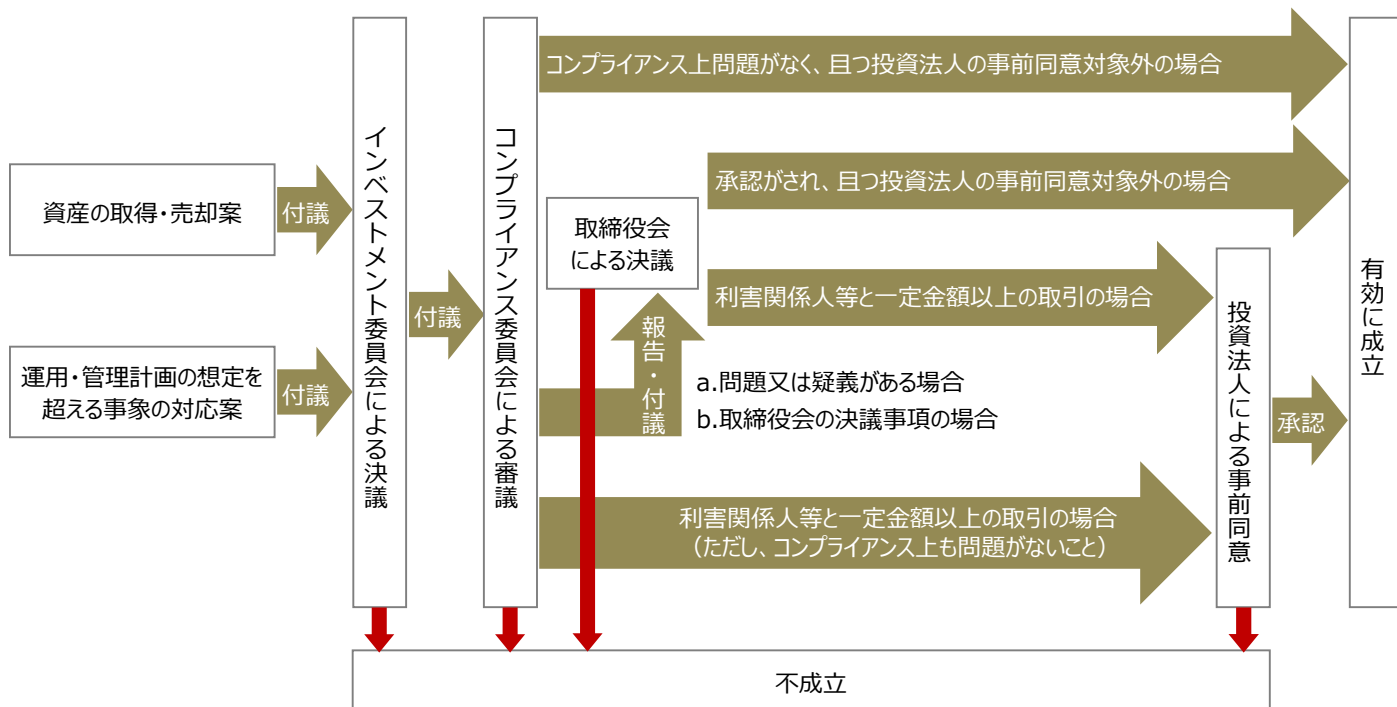 資産の取得・売却案
付議
運用・管理計画の想定を
超える事象の対応案
付議
インベストメント委員会による決議
付議
コンプライアンス委員会による審議
コンプライアンス上問題がなく、且つ投資法人の事前同意対象外の場合
取締役会
による決議
報告・付議
a.問題又は疑義がある場合
b.取締役会の決議事項の場合
承認がされ、且つ投資法人の事前同意対象外の場合
利害関係人等と一定金額以上の取引の場合
利害関係人等と一定金額以上の取引の場合
（ただし、コンプライアンス上も問題がないこと）
投資法人による事前同意
承認
有効に成立
不成立